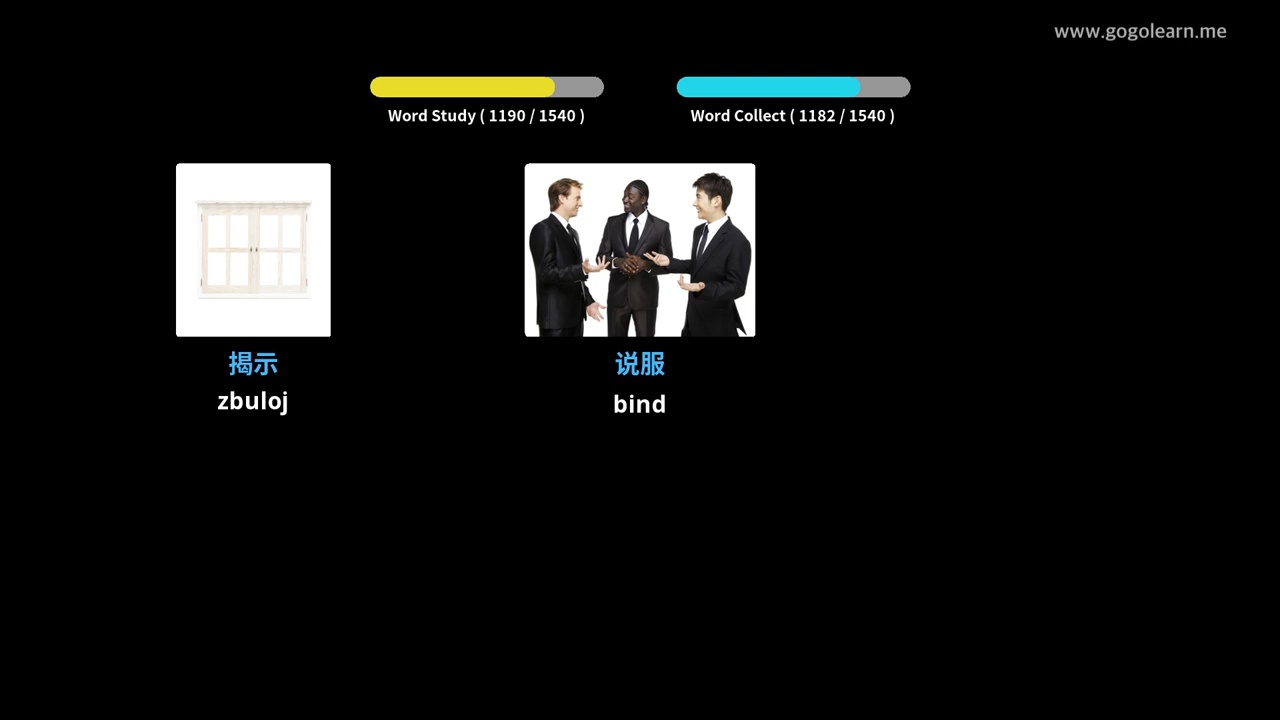 www.gogolearn.me
Word Study ( 1190 / 1540 )
Word Collect ( 1182 / 1540 )
揭示
zbuloj
说服
bind